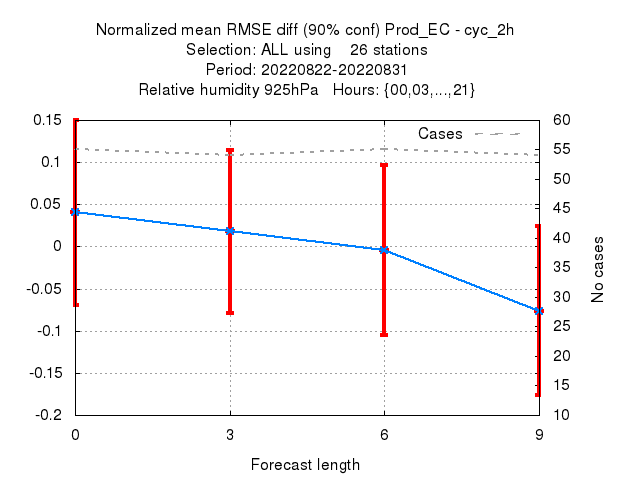 Normalized mean RMSE diff (90% conf) Prod_EC - cyc_2h
Selection: ALL using    26 stations
Period: 20220822-20220831
Relative humidity 925hPa   Hours: {00,03,...,21}
Cases
0.15
0.1
0.05
0
-0.05
-0.1
-0.15
-0.2
60
55
50
45
40
35
30
25
20
15
10
No cases
0 3 6 9
Forecast length